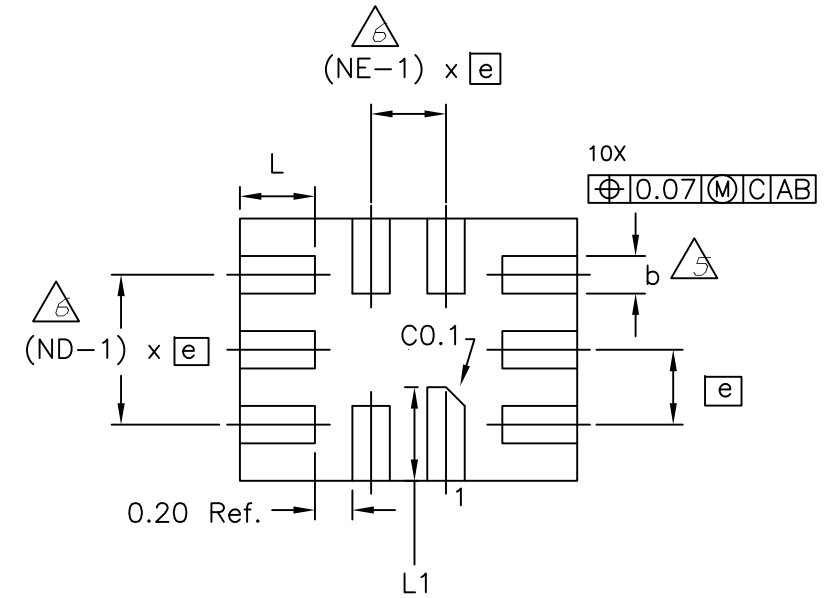 6
(NE-1) x e
10X
⌖ 0.07 Ⓜ C AB
L
b 5
6
(ND-1) x e
C0.1
e
0.20 Ref.
1
L1